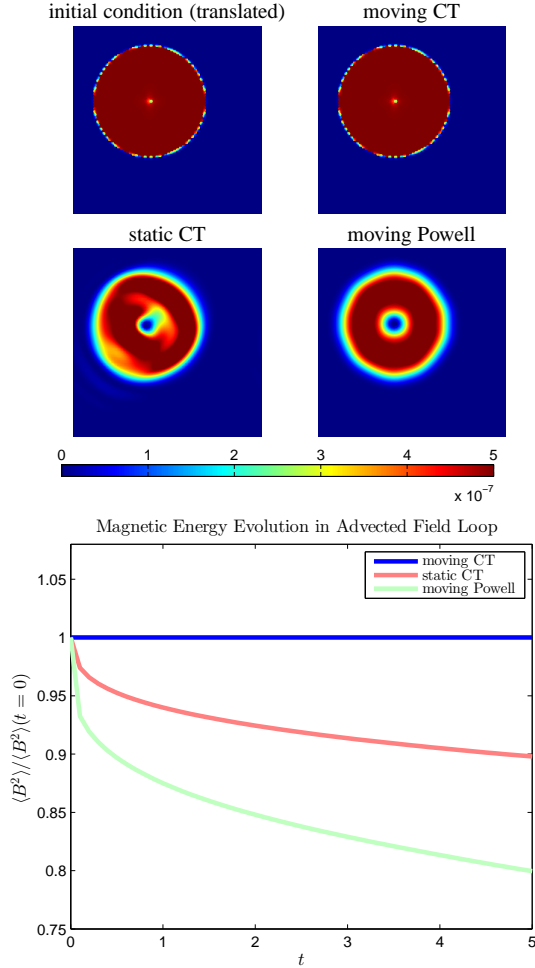 initial condition (translated) moving CT
static CT moving Powell
0 1 2 3 4 5
x 10⁻⁷
Magnetic Energy Evolution in Advected Field Loop
moving CT
static CT
moving Powell
1.05
1
0.95
0.9
0.85
0.8
0.75
⟨B²⟩/⟨B²⟩(t = 0)
0 1 2 3 4 5
t